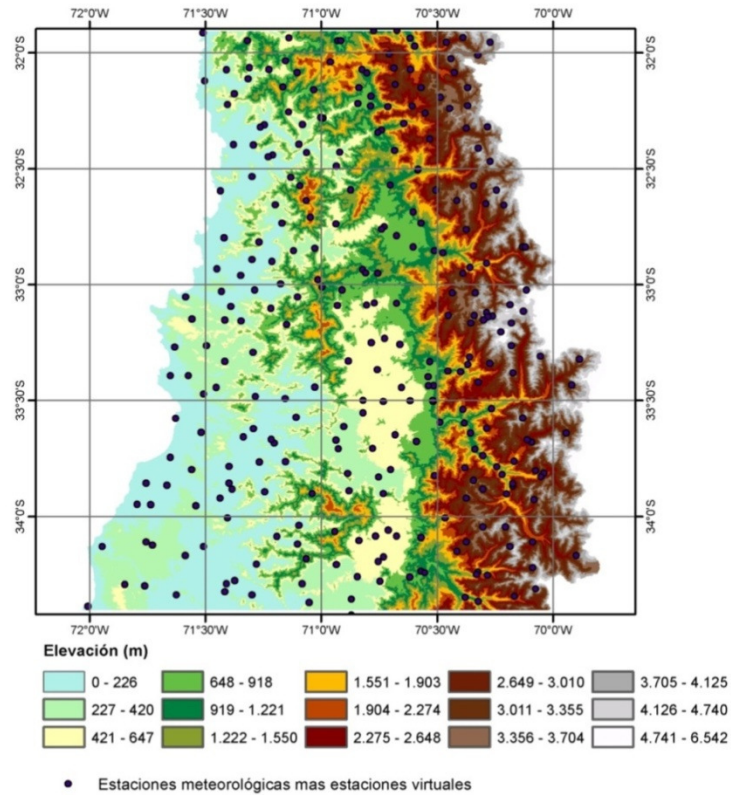 72°0'W 71°30'W 71°0'W 70°30'W 70°0'W
32°0'S 32°0'S
32°30'S 32°30'S
33°0'S 33°0'S
33°30'S 33°30'S
34°0'S 34°0'S
72°0'W 71°30'W 71°0'W 70°30'W 70°0'W
Elevación (m)
0 - 226 648 - 918 1.551 - 1.903 2.649 - 3.010 3.705 - 4.125
227 - 420 919 - 1.221 1.904 - 2.274 3.011 - 3.355 4.126 - 4.740
421 - 647 1.222 - 1.550 2.275 - 2.648 3.356 - 3.704 4.741 - 6.542
Estaciones meteorológicas mas estaciones virtuales